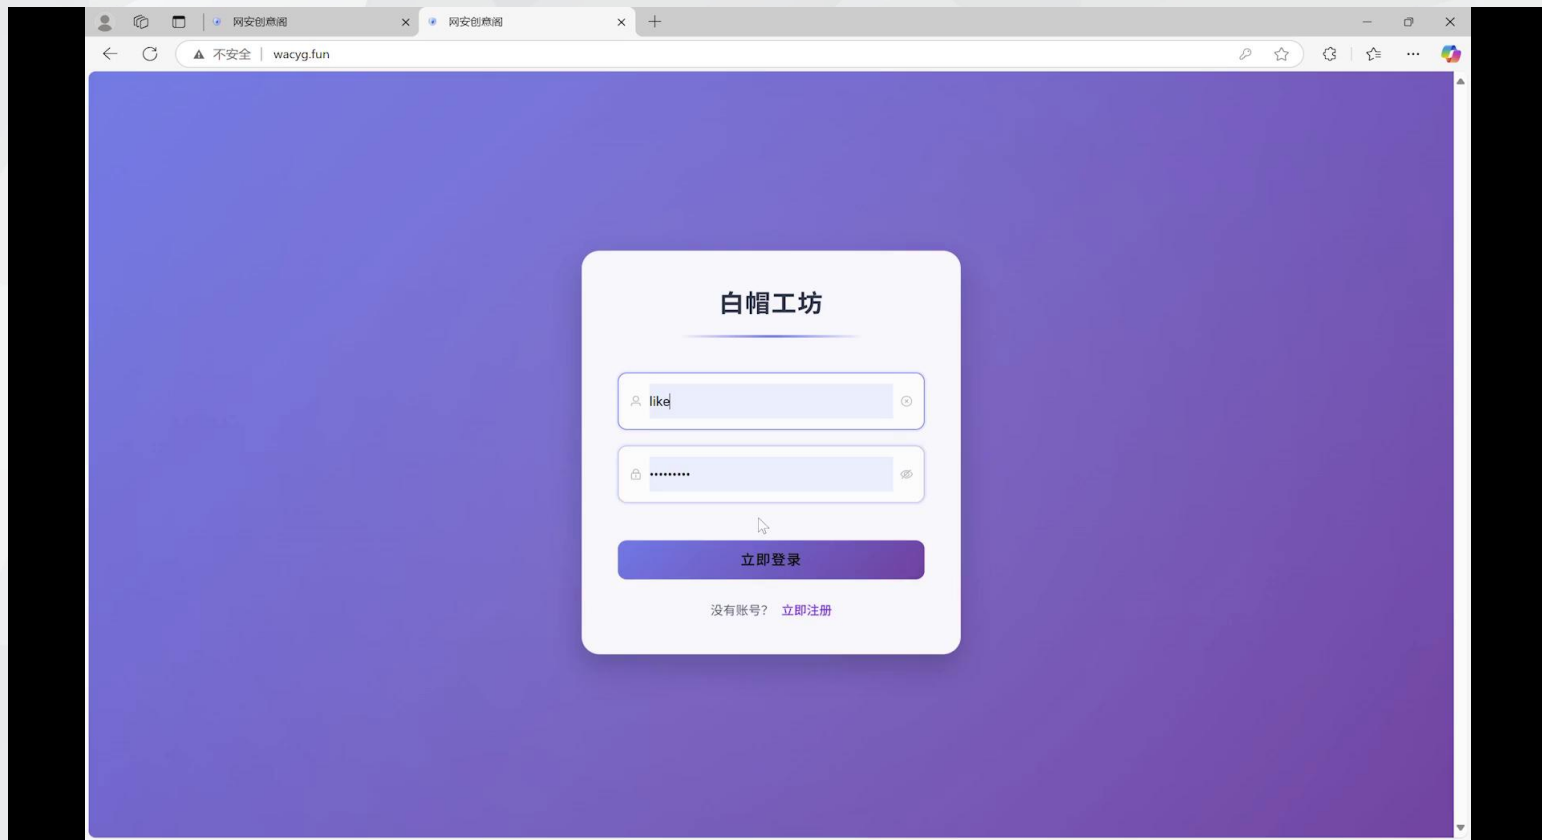 网安创意阁
网安创意阁
不安全
wacyg.fun
白帽工坊
like
•••••••••
立即登录
没有账号? 立即注册